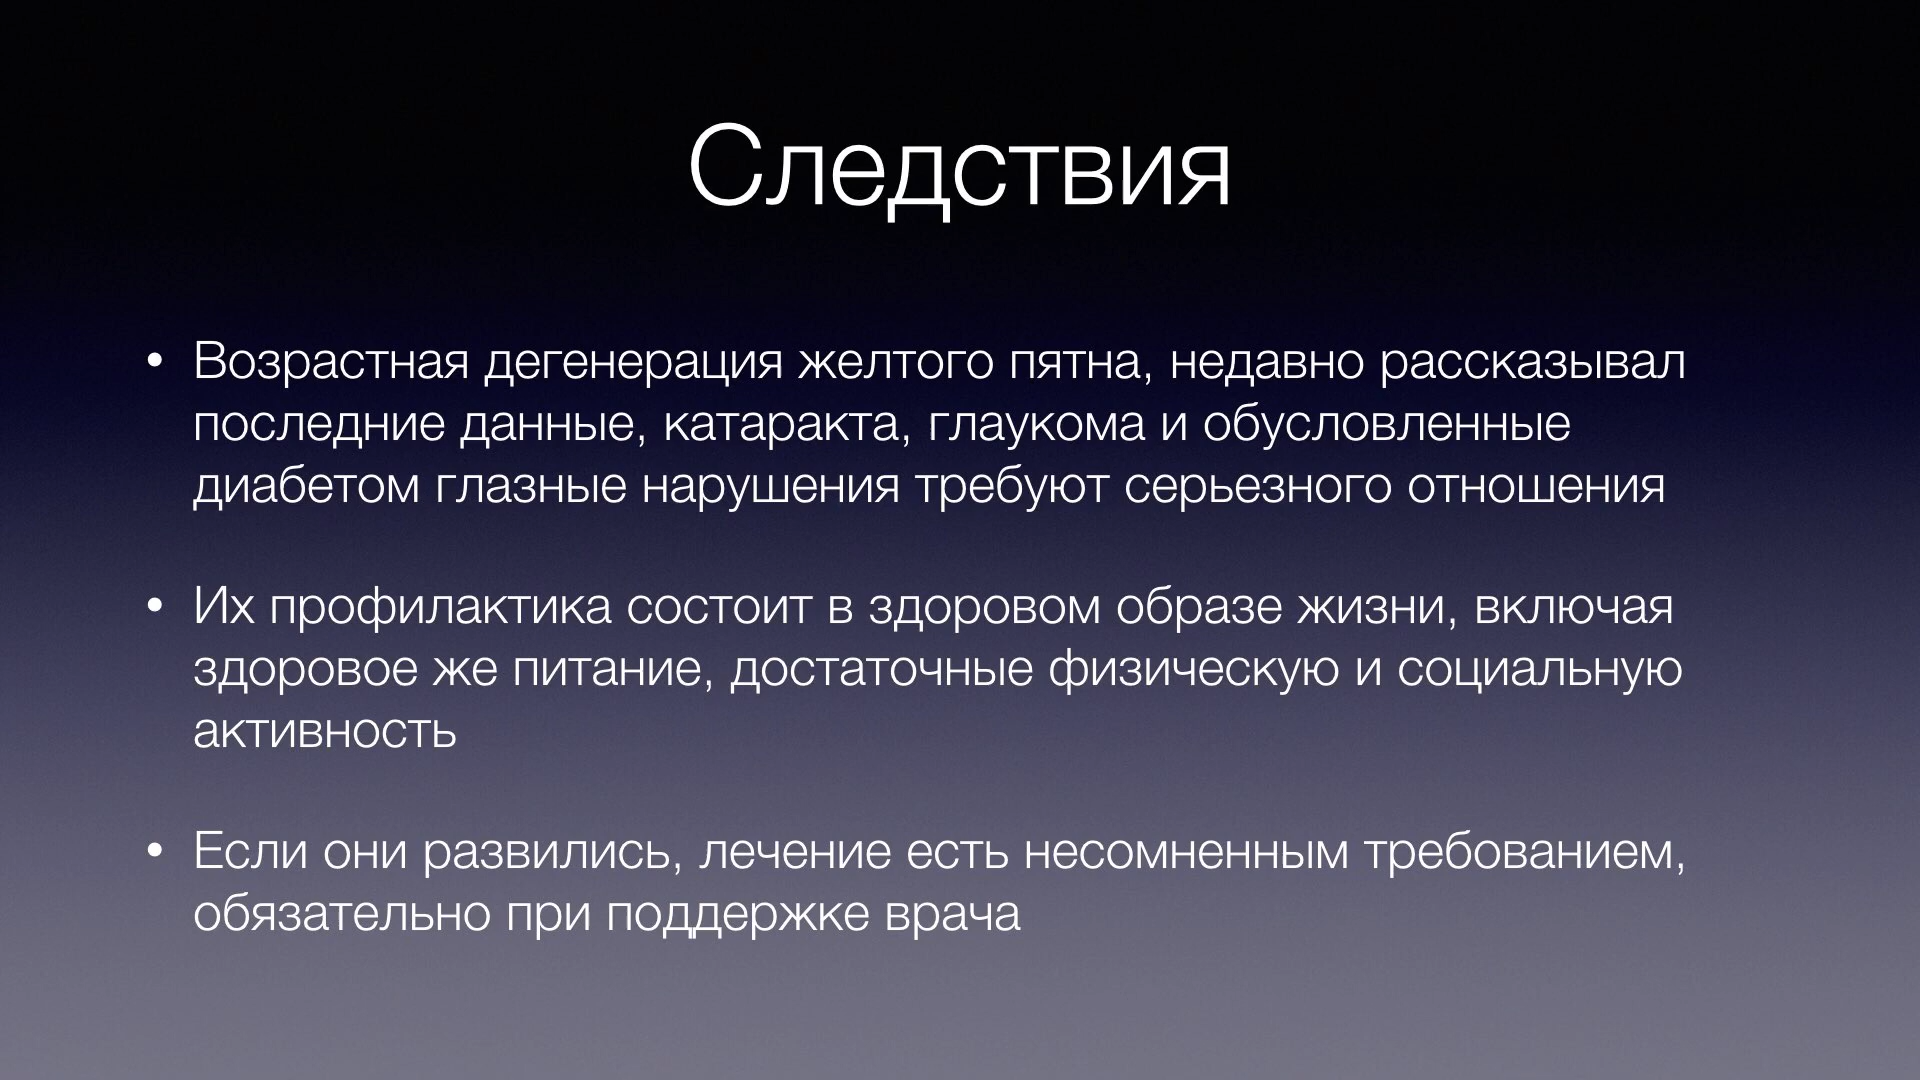 Следствия
• Возрастная дегенерация желтого пятна, недавно рассказывал
последние данные, катаракта, глаукома и обусловленные
диабетом глазные нарушения требуют серьезного отношения
• Их профилактика состоит в здоровом образе жизни, включая
здоровое же питание, достаточные физическую и социальную
активность
• Если они развились, лечение есть несомненным требованием,
обязательно при поддержке врача